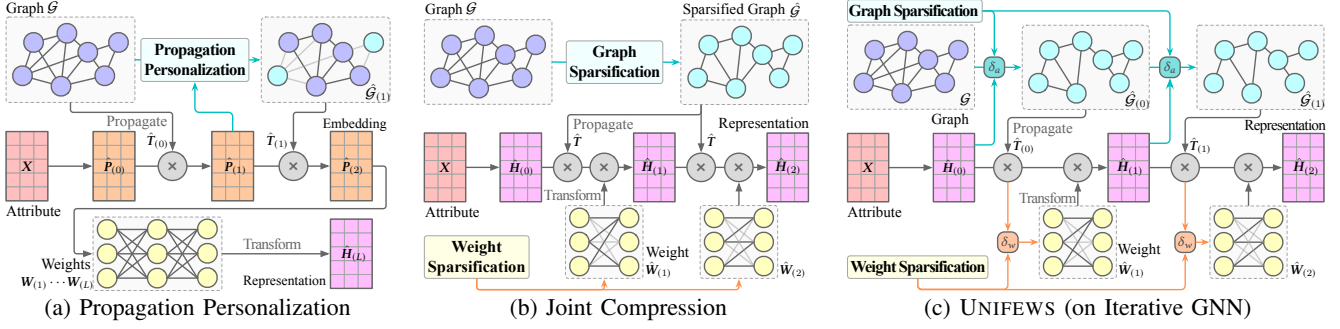 Graph 𝒢
Propagation
Personalization
𝒢̂(1)
Propagate
T̂(0)
T̂(1)
Embedding
X
P̂(0)
×
P̂(1)
×
P̂(2)
Attribute
Weights
W(1) ··· W(L)
Transform
Ĥ(L)
Representation
(a) Propagation Personalization
Graph 𝒢
Sparsified Graph 𝒢̂
Graph
Sparsification
Propagate
T̂
T̂
Representation
X
Ĥ(0)
×
×
Ĥ(1)
×
×
Ĥ(2)
Attribute
Transform
Weight
Sparsification
Weight
Ŵ(1)
Ŵ(2)
(b) Joint Compression
Graph Sparsification
δa
δa
𝒢
𝒢̂(0)
𝒢̂(1)
Graph
Propagate
T̂(0)
T̂(1)
Representation
X
Ĥ(0)
×
×
Ĥ(1)
×
×
Ĥ(2)
Attribute
Transform
δw
δw
Weight
Weight Sparsification
Ŵ(1)
Ŵ(2)
(c) UNIFEWS (on Iterative GNN)